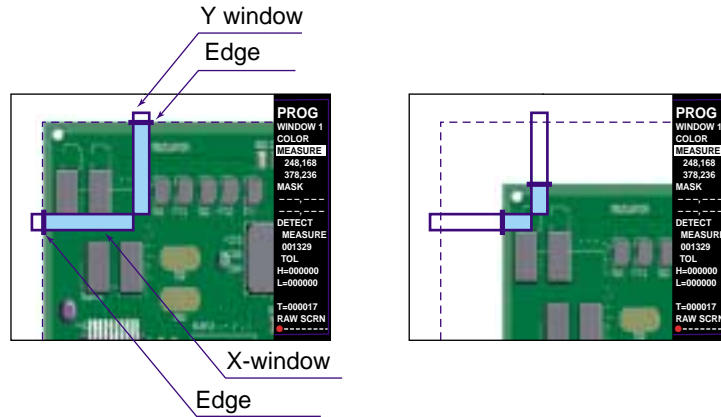 Y window
Edge
PROG
WINDOW 1
COLOR
MEASURE
248,168
378,236
MASK
– – – , – – –
– – – , – – –
DETECT
MEASURE
001329
TOL
H=000000
L=000000
T=000017
RAW SCRN
X-window
Edge
PROG
WINDOW 1
COLOR
MEASURE
248,168
378,236
MASK
– – – , – – –
– – – , – – –
DETECT
MEASURE
001329
TOL
H=000000
L=000000
T=000017
RAW SCRN